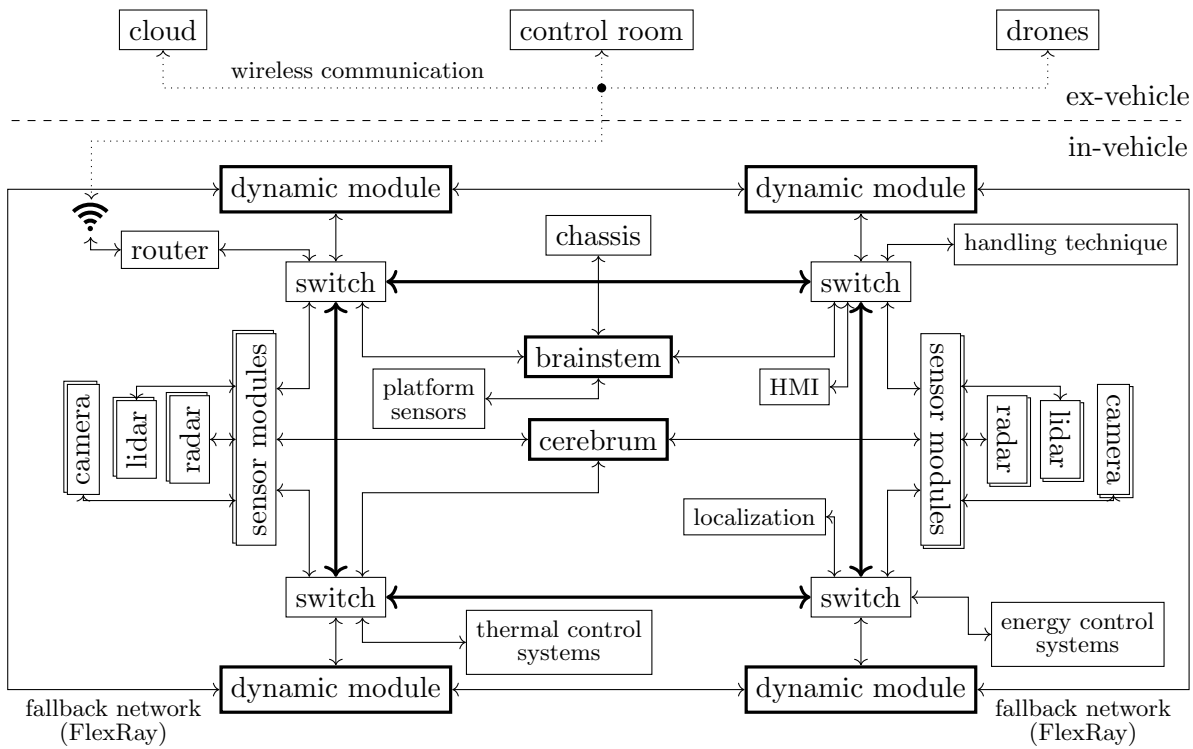 cloud
control room
drones
wireless communication
ex-vehicle
in-vehicle
dynamic module
dynamic module
router
chassis
handling technique
switch
switch
brainstem
platform
sensors
HMI
camera
lidar
radar
sensor modules
cerebrum
sensor modules
radar
lidar
camera
localization
switch
switch
thermal control
systems
energy control
systems
dynamic module
dynamic module
fallback network
(FlexRay)
fallback network
(FlexRay)